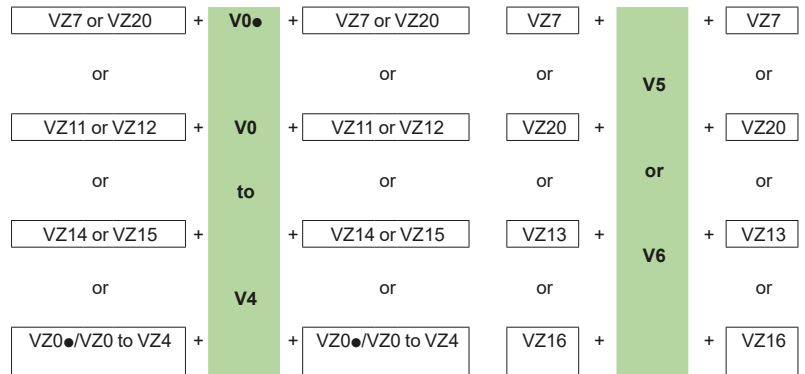 VZ7 or VZ20 + V0● + VZ7 or VZ20 VZ7 + + VZ7
or or or or
V5
VZ11 or VZ12 + V0 + VZ11 or VZ12 VZ20 + + VZ20
or or or or or
to
VZ14 or VZ15 + + VZ14 or VZ15 VZ13 + + VZ13
V6
or or or or
V4
VZ0●/VZ0 to VZ4 + + VZ0●/VZ0 to VZ4 VZ16 + + VZ16